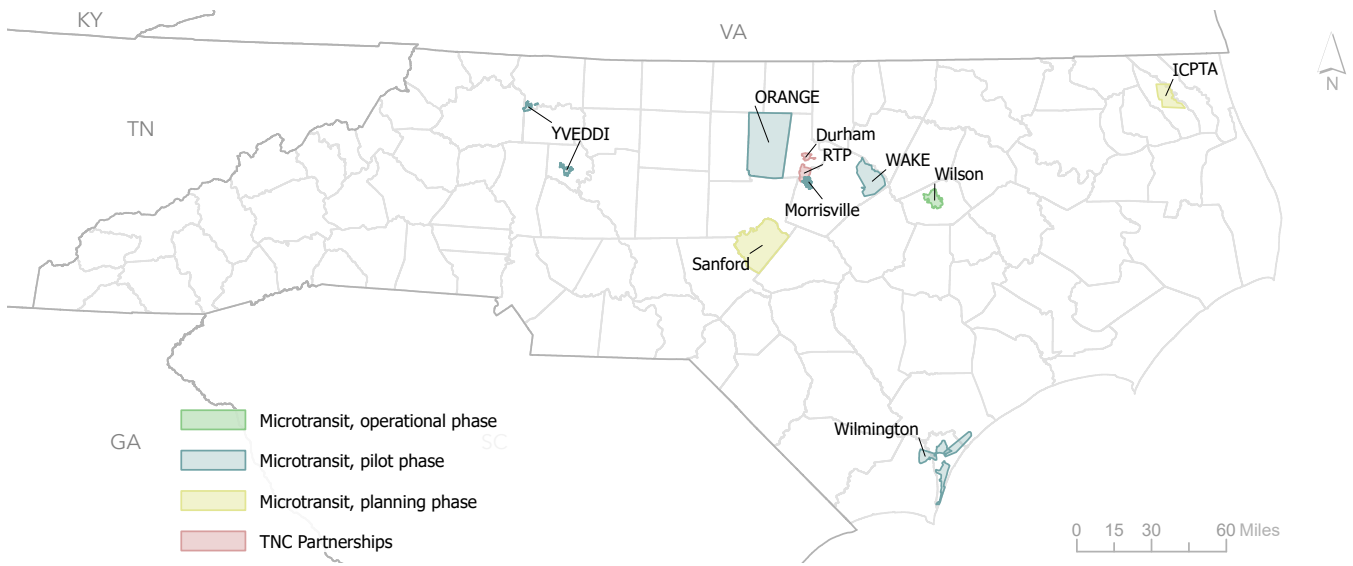 KY
VA
ICPTA
N
ORANGE
TN
Durham
YVEDDI
RTP
WAKE
Wilson
Morrisville
Sanford
Microtransit, operational phase
Wilmington
GA
SC
Microtransit, pilot phase
Microtransit, planning phase
0 15 30 60 Miles
TNC Partnerships